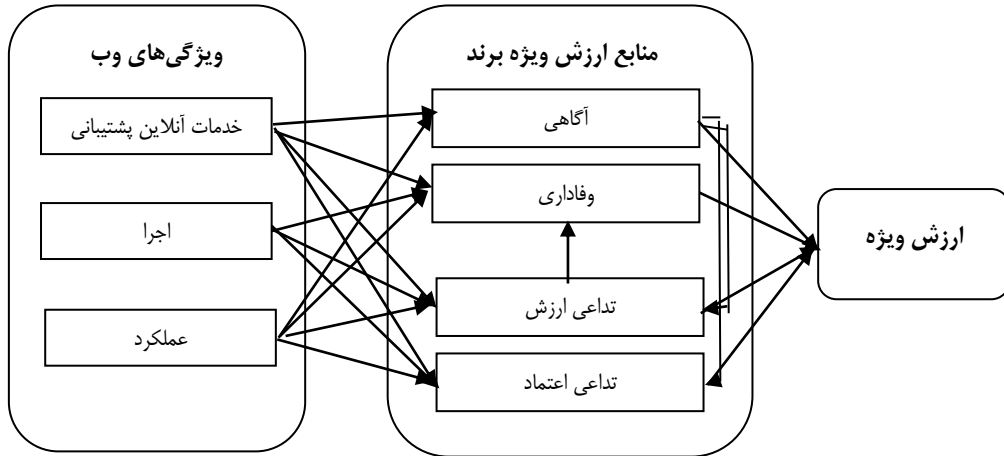 ویژگی‌های وب
خدمات آنلاین پشتیبانی
اجرا
عملکرد
منابع ارزش ویژه برند
آگاهی
وفاداری
تداعی ارزش
تداعی اعتماد
ارزش ویژه